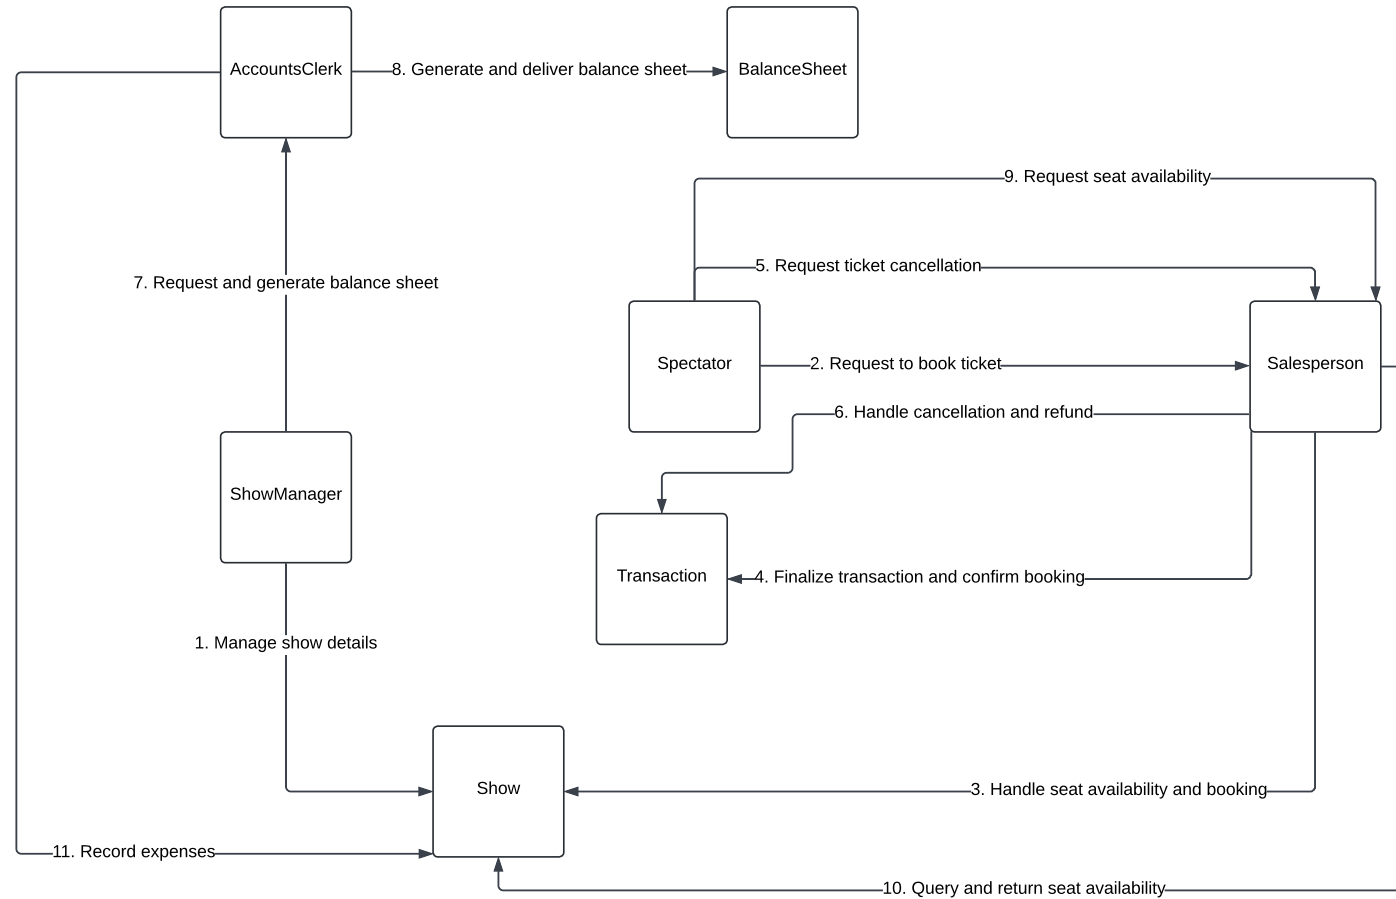 AccountsClerk
8. Generate and deliver balance sheet
BalanceSheet
9. Request seat availability
5. Request ticket cancellation
7. Request and generate balance sheet
Spectator
2. Request to book ticket
Salesperson
6. Handle cancellation and refund
ShowManager
Transaction
4. Finalize transaction and confirm booking
1. Manage show details
Show
3. Handle seat availability and booking
11. Record expenses
10. Query and return seat availability